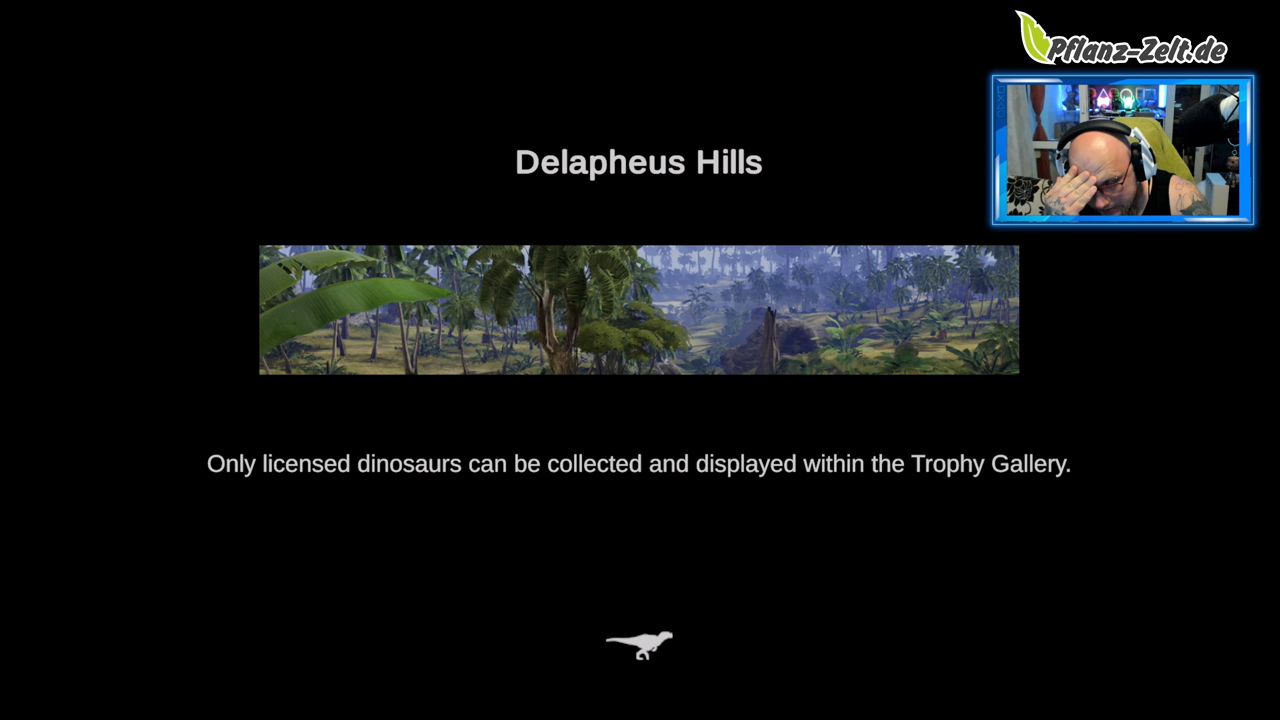 Pflanz-Zelt.de
Delapheus Hills
Only licensed dinosaurs can be collected and displayed within the Trophy Gallery.